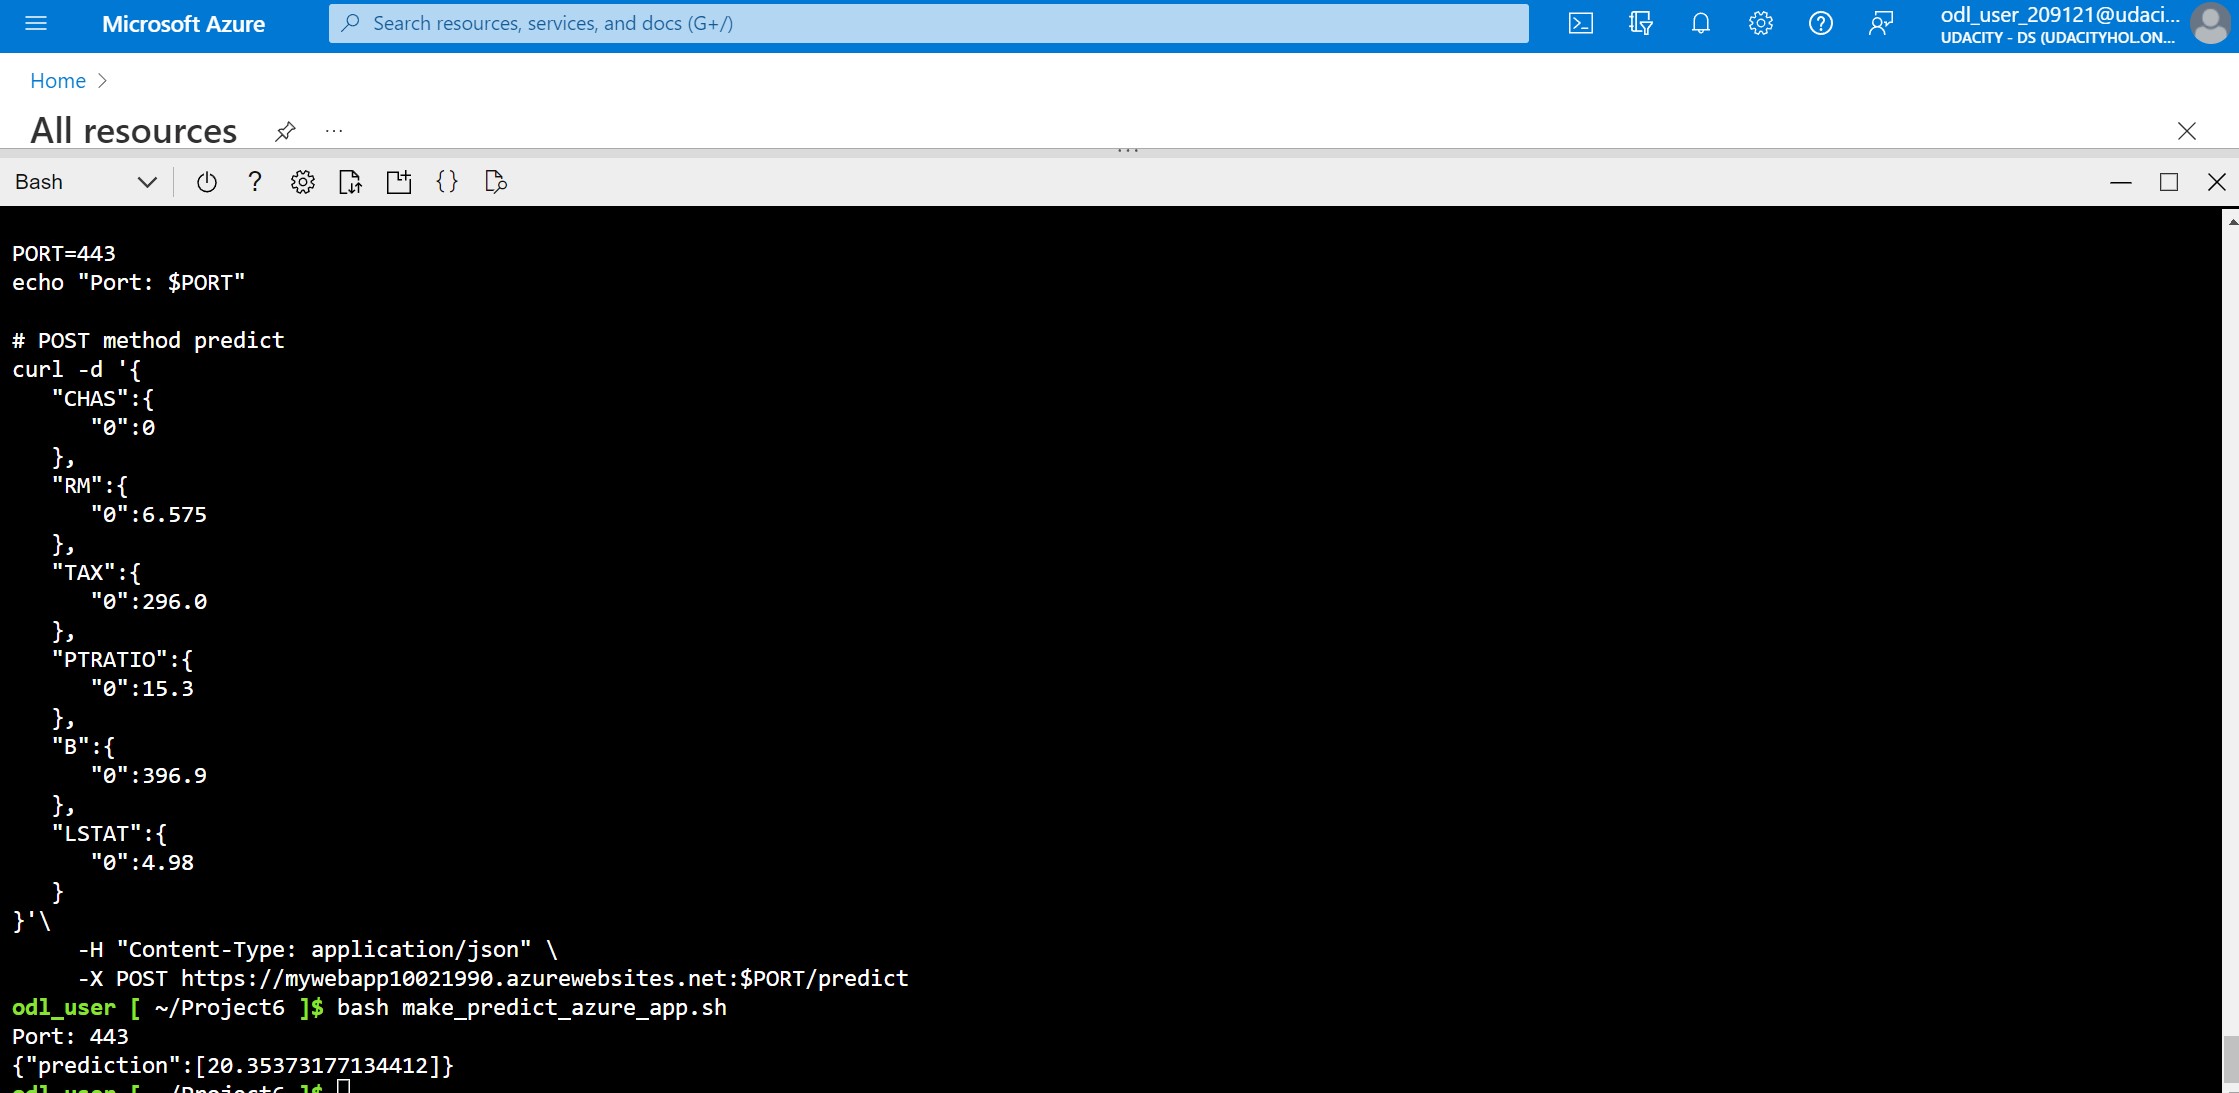 Microsoft Azure
Search resources, services, and docs (G+/)
odl_user_209121@udaci...
UDACITY - DS (UDACITYHOL.ON...
Home >
All resources
Bash
PORT=443
echo "Port: $PORT"
# POST method predict
curl -d '{
"CHAS":{
"0":0
},
"RM":{
"0":6.575
},
"TAX":{
"0":296.0
},
"PTRATIO":{
"0":15.3
},
"B":{
"0":396.9
},
"LSTAT":{
"0":4.98
}
}'\
-H "Content-Type: application/json" \
-X POST https://mywebapp10021990.azurewebsites.net:$PORT/predict
odl_user [ ~/Project6 ]$ bash make_predict_azure_app.sh
Port: 443
{"prediction":[20.35373177134412]}
odl_user [ ~/Project6 ]$